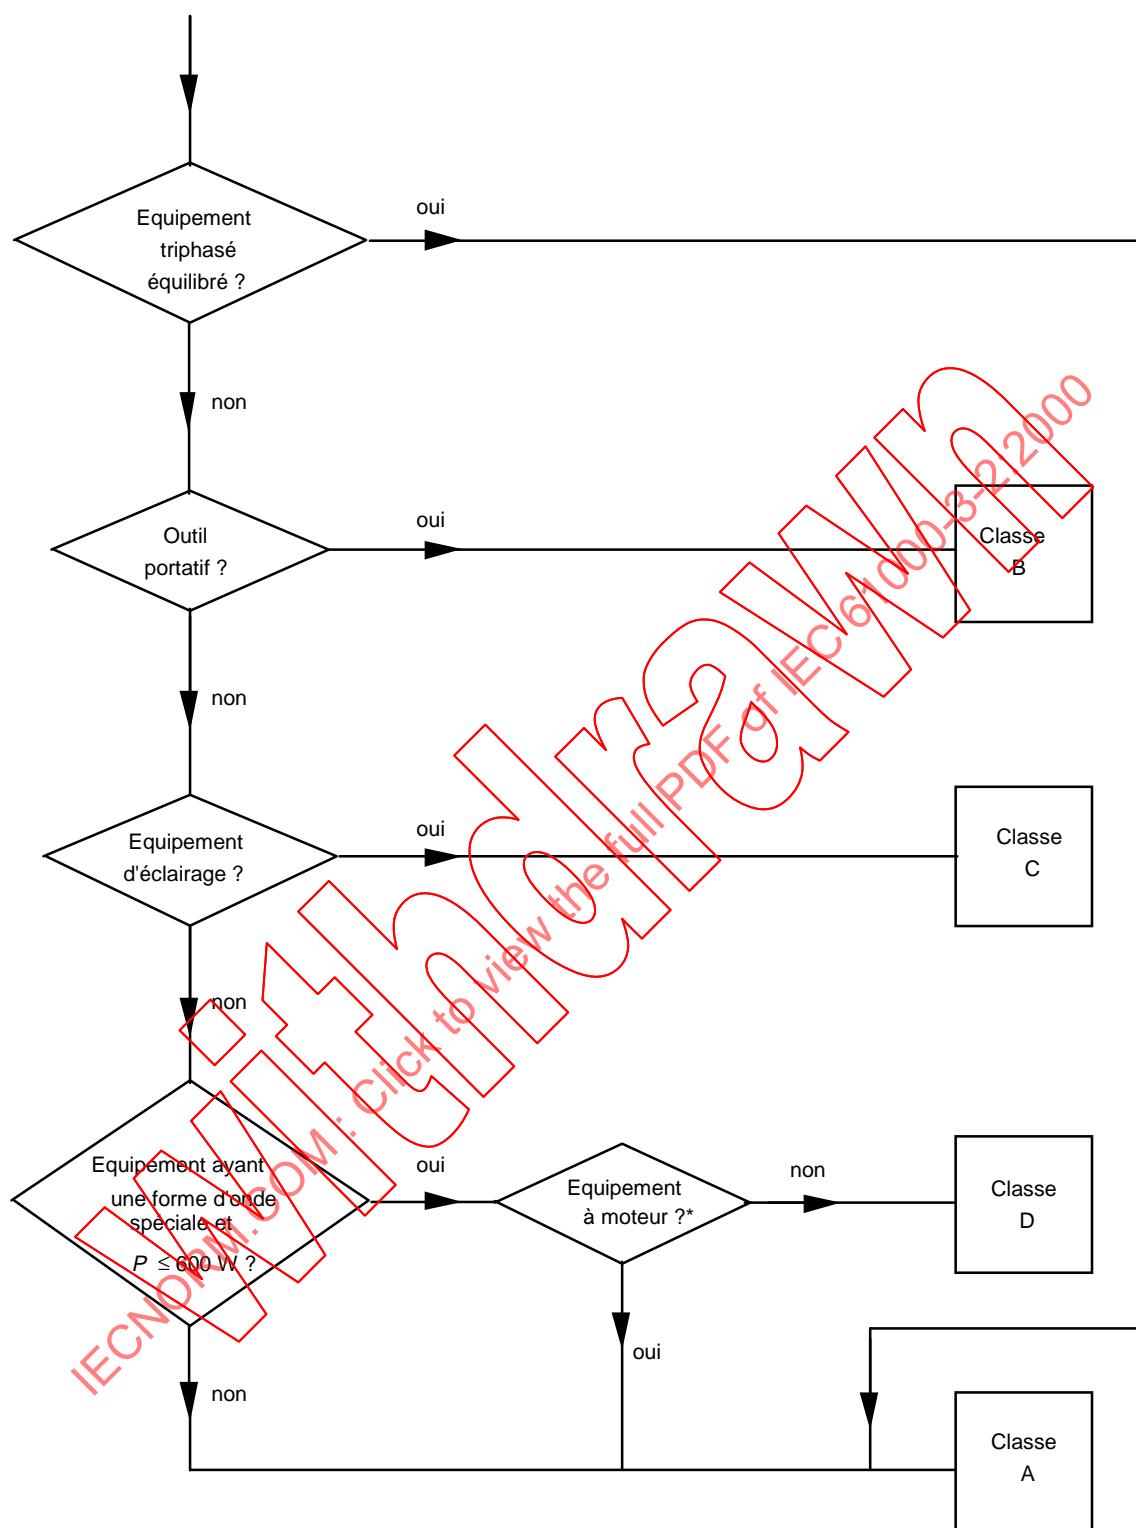 Equipement
triphasé
équilibré ?
oui
non
Outil
portatif ?
oui
Classe
B
non
Equipement
d'éclairage ?
oui
Classe
C
non
Equipement ayant
une forme d'onde
spéciale et
P ≤ 600 W ?
oui
Equipement
à moteur ?*
non
Classe
D
oui
non
Classe
A
Withdrawn
IECNORM.COM : Click to view the full PDF of IEC 61000-3-2:2000